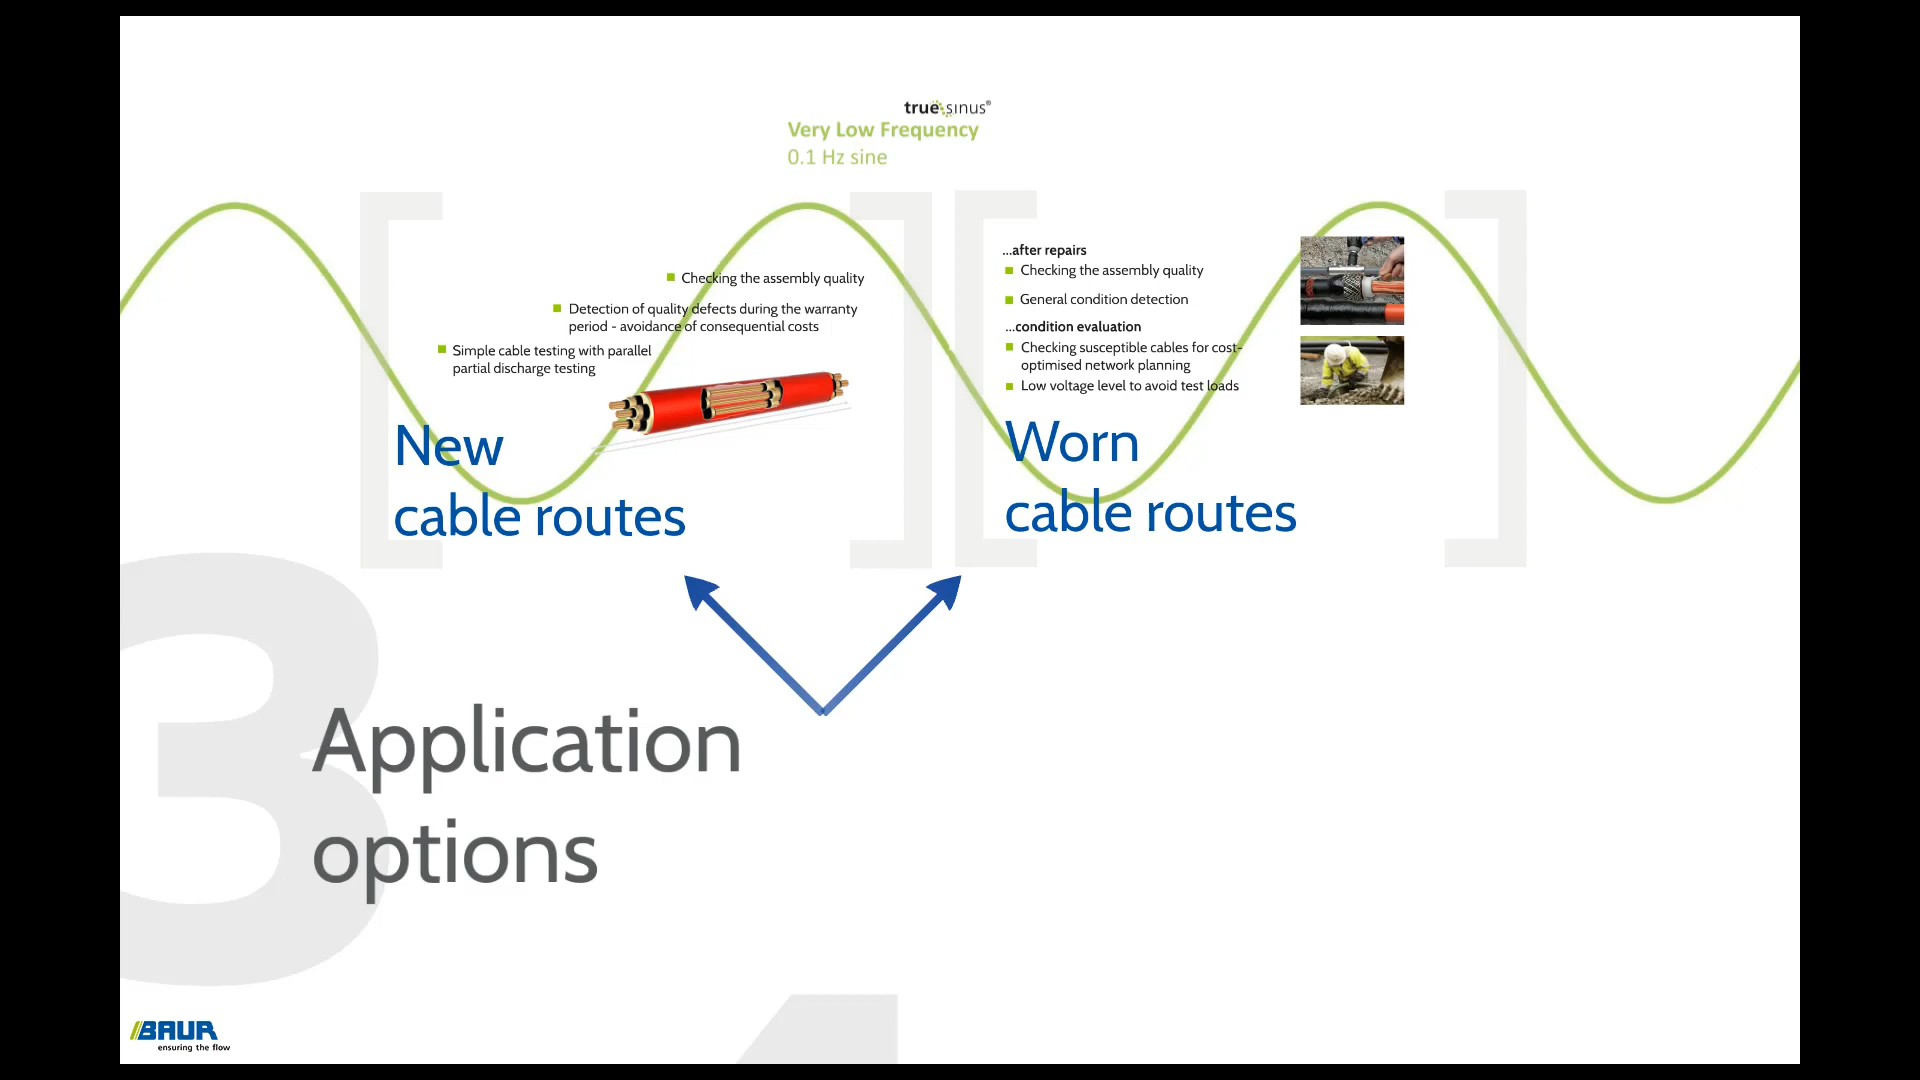 true sinus®
Very Low Frequency
0.1 Hz sine
Checking the assembly quality
Detection of quality defects during the warranty
period - avoidance of consequential costs
Simple cable testing with parallel
partial discharge testing
New
cable routes
...after repairs
Checking the assembly quality
General condition detection
...condition evaluation
Checking susceptible cables for cost-
optimised network planning
Low voltage level to avoid test loads
Worn
cable routes
3
Application
options
BAUR
ensuring the flow